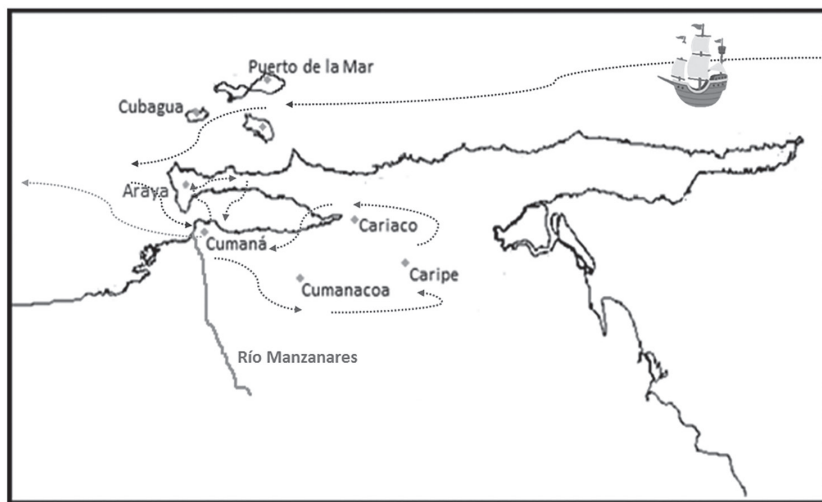 Puerto de la Mar
Cubagua
Araya
Cariaco
Cumaná
Caripe
Cumanacoa
Río Manzanares